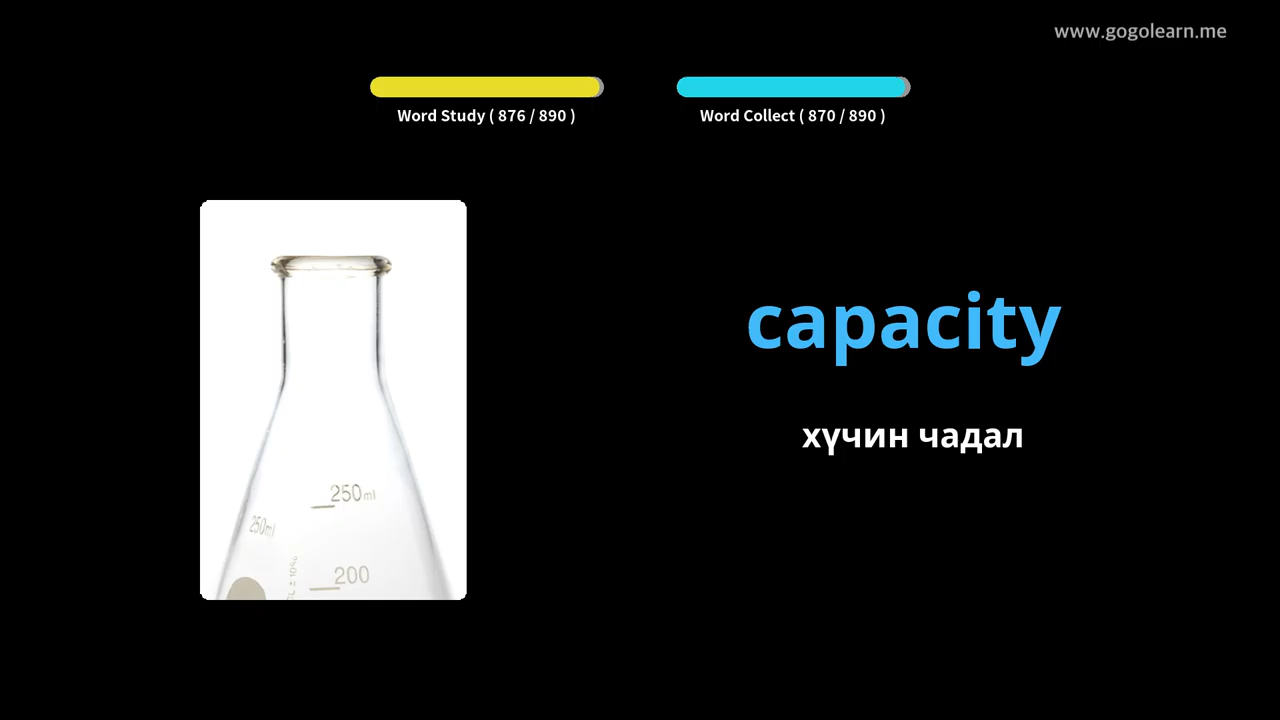 www.gogolearn.me
Word Study ( 876 / 890 )
Word Collect ( 870 / 890 )
capacity
хүчин чадал
250ml
250ml
200